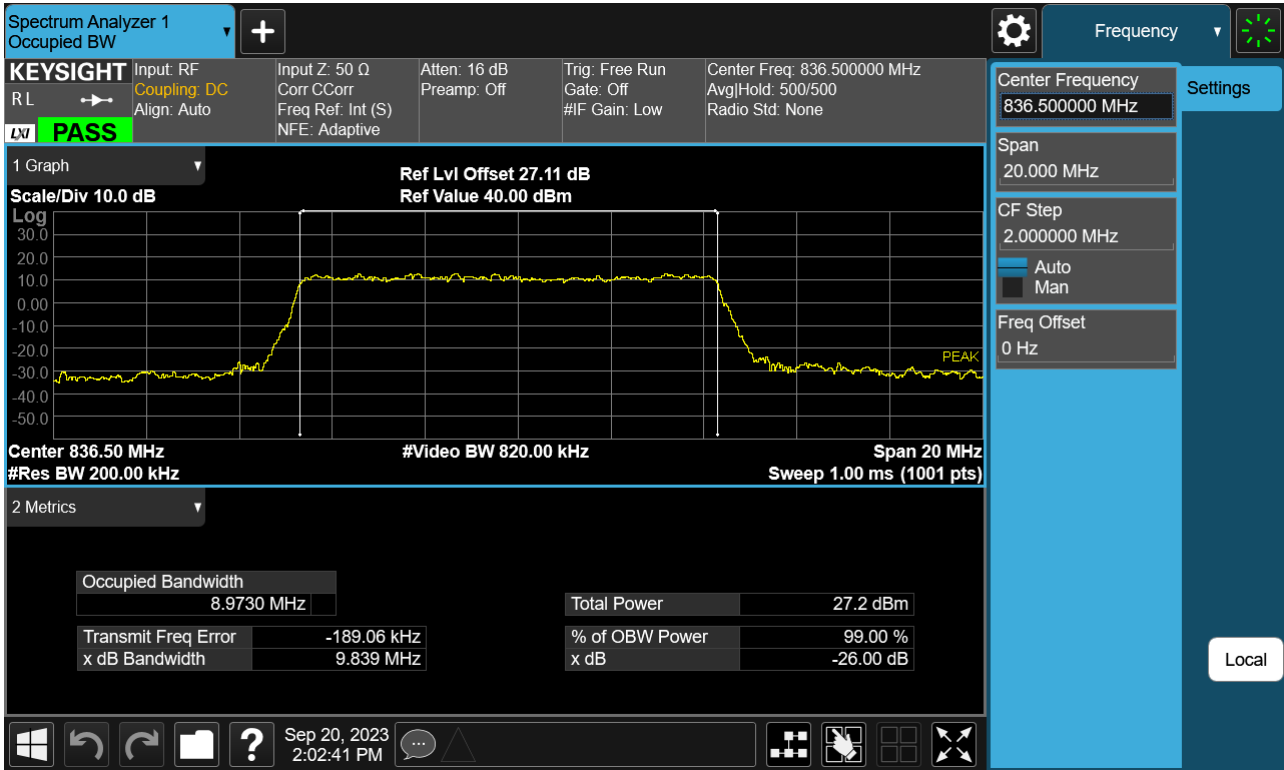 Spectrum Analyzer 1
Occupied BW
Frequency
KEYSIGHT
R L
LXI
PASS
Input: RF
Coupling: DC
Align: Auto
Input Z: 50 Ω
Corr CCorr
Freq Ref: Int (S)
NFE: Adaptive
Atten: 16 dB
Preamp: Off
Trig: Free Run
Gate: Off
#IF Gain: Low
Center Freq: 836.500000 MHz
Avg|Hold: 500/500
Radio Std: None
Center Frequency
836.500000 MHz
Settings
Span
20.000 MHz
CF Step
2.000000 MHz
Auto
Man
Freq Offset
0 Hz
1 Graph
Scale/Div 10.0 dB
Ref Lvl Offset 27.11 dB
Ref Value 40.00 dBm
Log
30.0
20.0
10.0
0.00
-10.0
-20.0
-30.0
-40.0
-50.0
PEAK
Center 836.50 MHz
#Video BW 820.00 kHz
Span 20 MHz
#Res BW 200.00 kHz
Sweep 1.00 ms (1001 pts)
2 Metrics
Occupied Bandwidth
8.9730 MHz
Total Power 27.2 dBm
Transmit Freq Error -189.06 kHz
% of OBW Power 99.00 %
x dB Bandwidth 9.839 MHz
x dB -26.00 dB
Local
?
Sep 20, 2023
2:02:41 PM